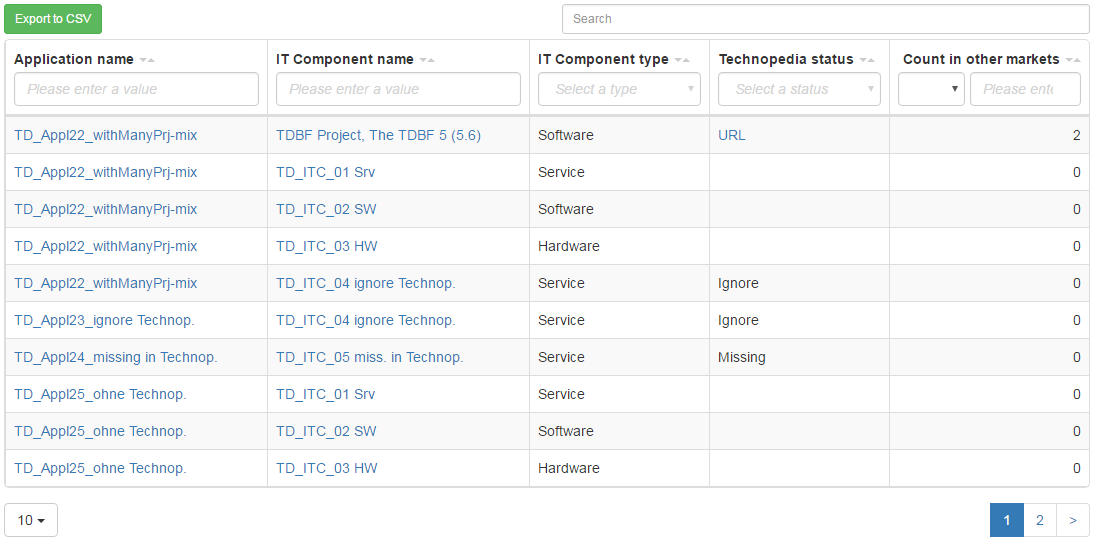 Export to CSV
Search
Application name IT Component name IT Component type Technopedia status Count in other markets
Please enter a value Please enter a value Select a type Select a status Please ent
TD_Appl22_withManyPrj-mix TDBF Project, The TDBF 5 (5.6) Software URL 2
TD_Appl22_withManyPrj-mix TD_ITC_01 Srv Service 0
TD_Appl22_withManyPrj-mix TD_ITC_02 SW Software 0
TD_Appl22_withManyPrj-mix TD_ITC_03 HW Hardware 0
TD_Appl22_withManyPrj-mix TD_ITC_04 ignore Technop. Service Ignore 0
TD_Appl23_ignore Technop. TD_ITC_04 ignore Technop. Service Ignore 0
TD_Appl24_missing in Technop. TD_ITC_05 miss. in Technop. Service Missing 0
TD_Appl25_ohne Technop. TD_ITC_01 Srv Service 0
TD_Appl25_ohne Technop. TD_ITC_02 SW Software 0
TD_Appl25_ohne Technop. TD_ITC_03 HW Hardware 0
10 1 2 >